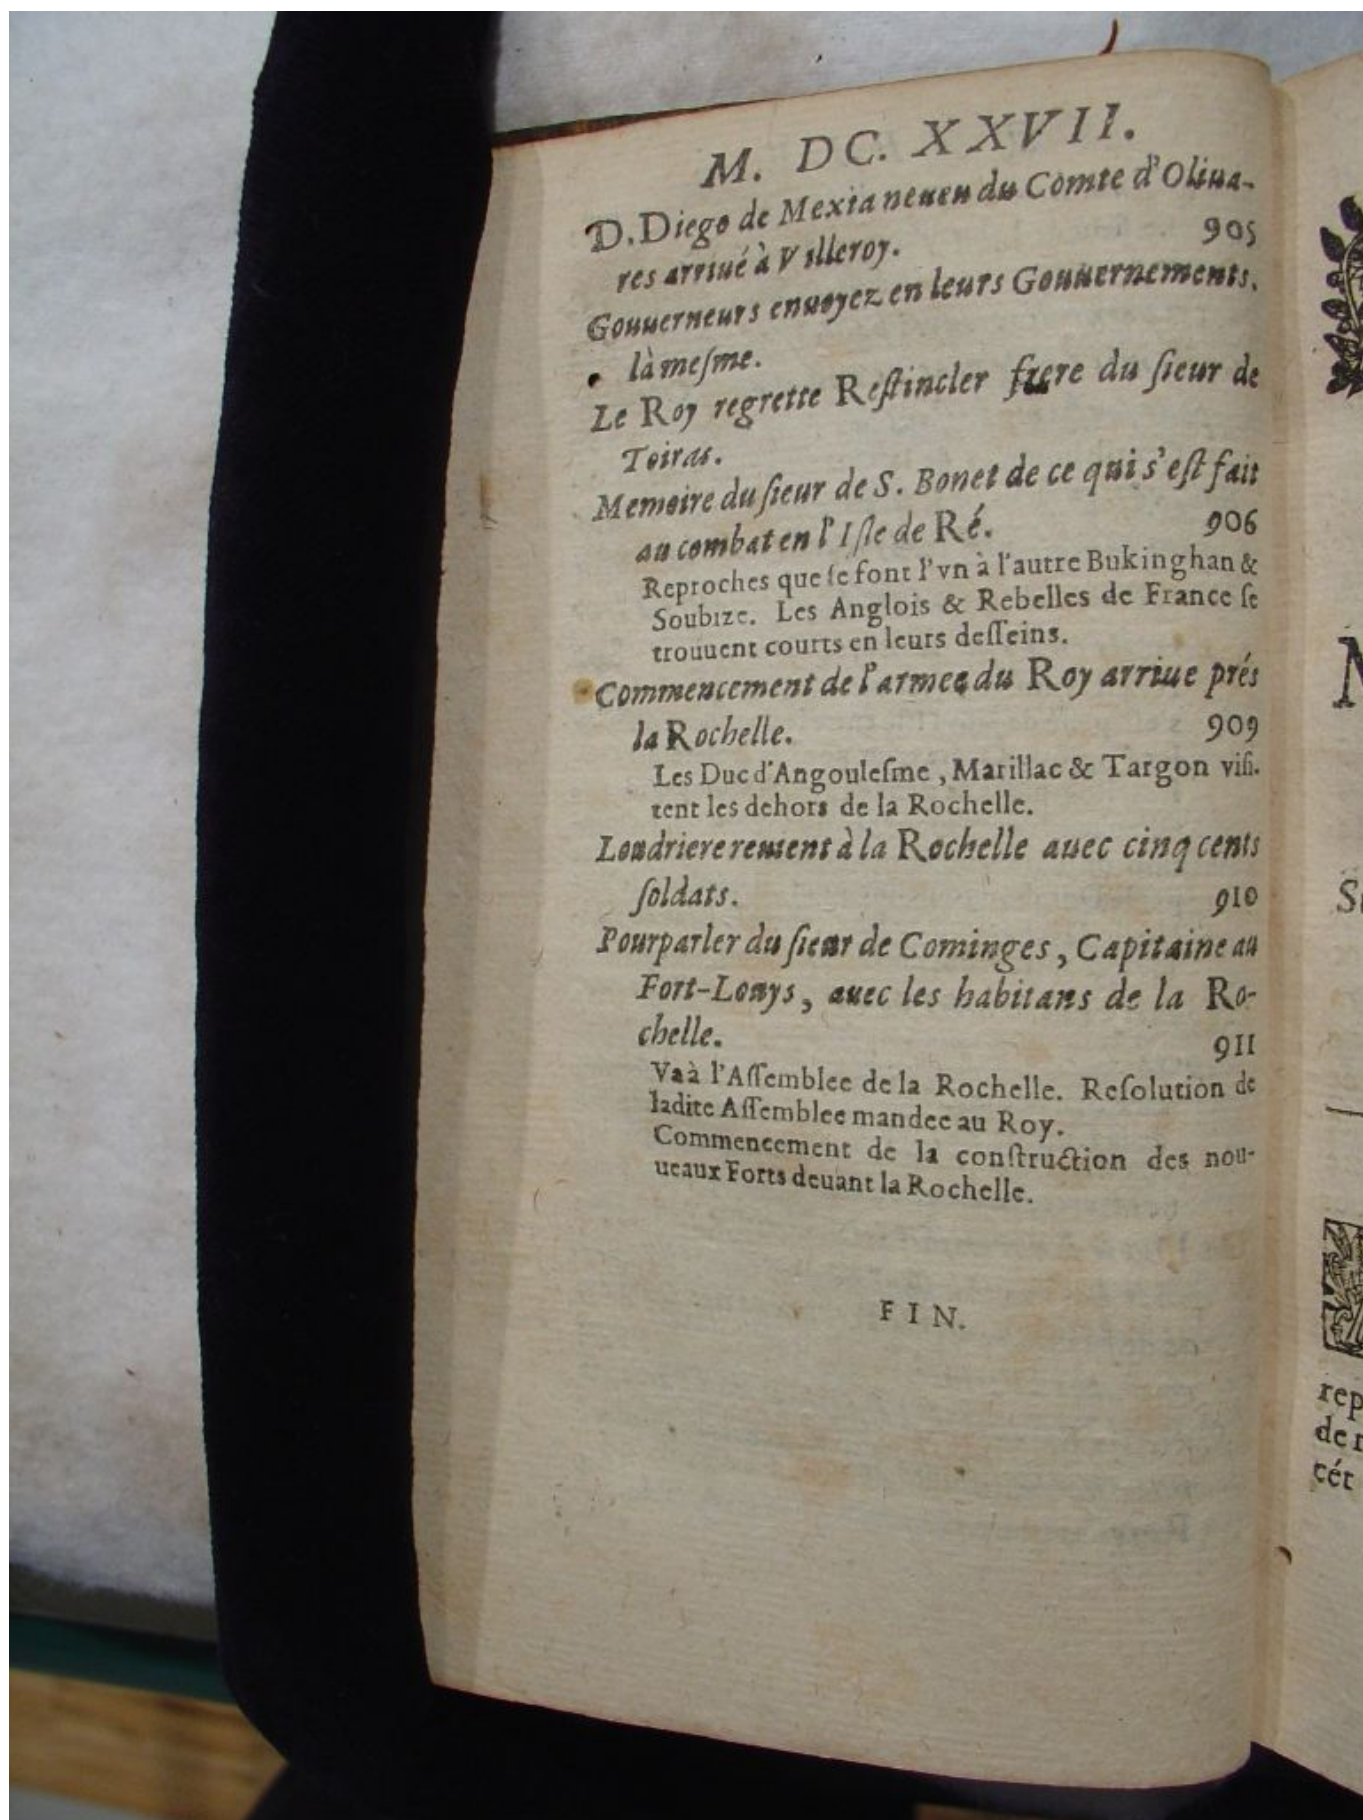 M. DC. XXVII.
D. Diego de Mexia neueu du Comte d'Oliua-
res arriué à Villeroy. 905
Gouuerneurs enuoyez en leurs Gouuernements.
là meſme.
Le Roy regrette Reſtincler frere du ſieur de
Toiras.
Memoire du ſieur de S. Bonet de ce qui s'eſt fait
au combat en l'Iſle de Ré. 906
Reproches que ſe font l'vn à l'autre Bukinghan &
Soubize. Les Anglois & Rebelles de France ſe
trouuent courts en leurs deſſeins.
Commencement de l'armee du Roy arriue prés
la Rochelle. 909
Les Duc d'Angouleſme, Marillac & Targon viſi-
tent les dehors de la Rochelle.
Loudriere reuient à la Rochelle auec cinq cents
ſoldats. 910
Pourparler du ſieur de Cominges, Capitaine au
Fort-Louys, auec les habitans de la Ro-
chelle. 911
Va à l'Aſſemblee de la Rochelle. Reſolution de
ladite Aſſemblee mandee au Roy.
Commencement de la conſtruction des nou-
ueaux Forts deuant la Rochelle.
FIN.
rep
de
cét